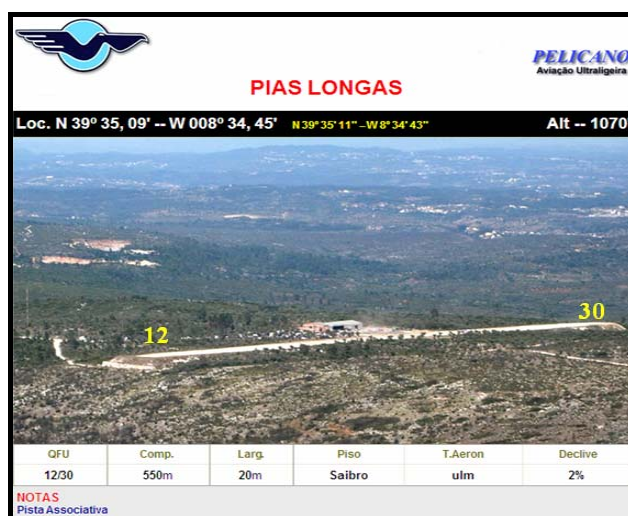 PELICANO
Aviação Ultraligeira
PIAS LONGAS
Loc. N 39º 35, 09' -- W 008º 34, 45' N 39º 35' 11'' – W 8º 34' 43'' Alt -- 1070'
12
30
QFU Comp. Larg. Piso T.Aeron Declive
12/30 550m 20m Saibro ulm 2%
NOTAS
Pista Associativa